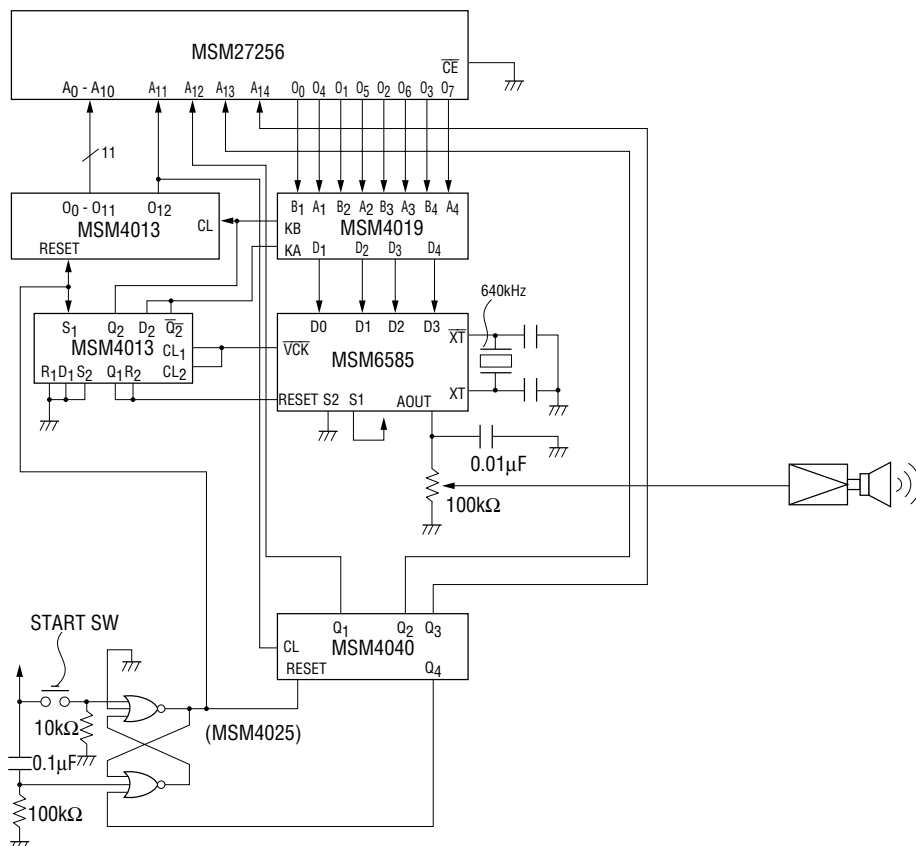 MSM27256
CE
A0 - A10 A11 A12 A13 A14 O0 O4 O1 O5 O2 O6 O3 O7
11
O0 - O11 O12
MSM4013
CL
RESET
B1 A1 B2 A2 B3 A3 B4 A4
KB MSM4019
KA D1 D2 D3 D4
640kHz
S1 Q2 D2 Q2
MSM4013
CL1
CL2
R1 D1 S2 Q1 R2
D0 D1 D2 D3
VCK
MSM6585
XT
XT
RESET S2 S1 AOUT
0.01μF
100kΩ
Q1 Q2 Q3
MSM4040
CL
RESET Q4
START SW
10kΩ
(MSM4025)
0.1μF
100kΩ